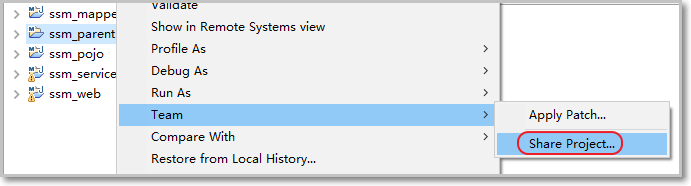 ssm_mappe
ssm_parent
ssm_pojo
ssm_service
ssm_web
Validate
Show in Remote Systems view
Profile As
Debug As
Run As
Team
Compare With
Restore from Local History...
Apply Patch...
Share Project...